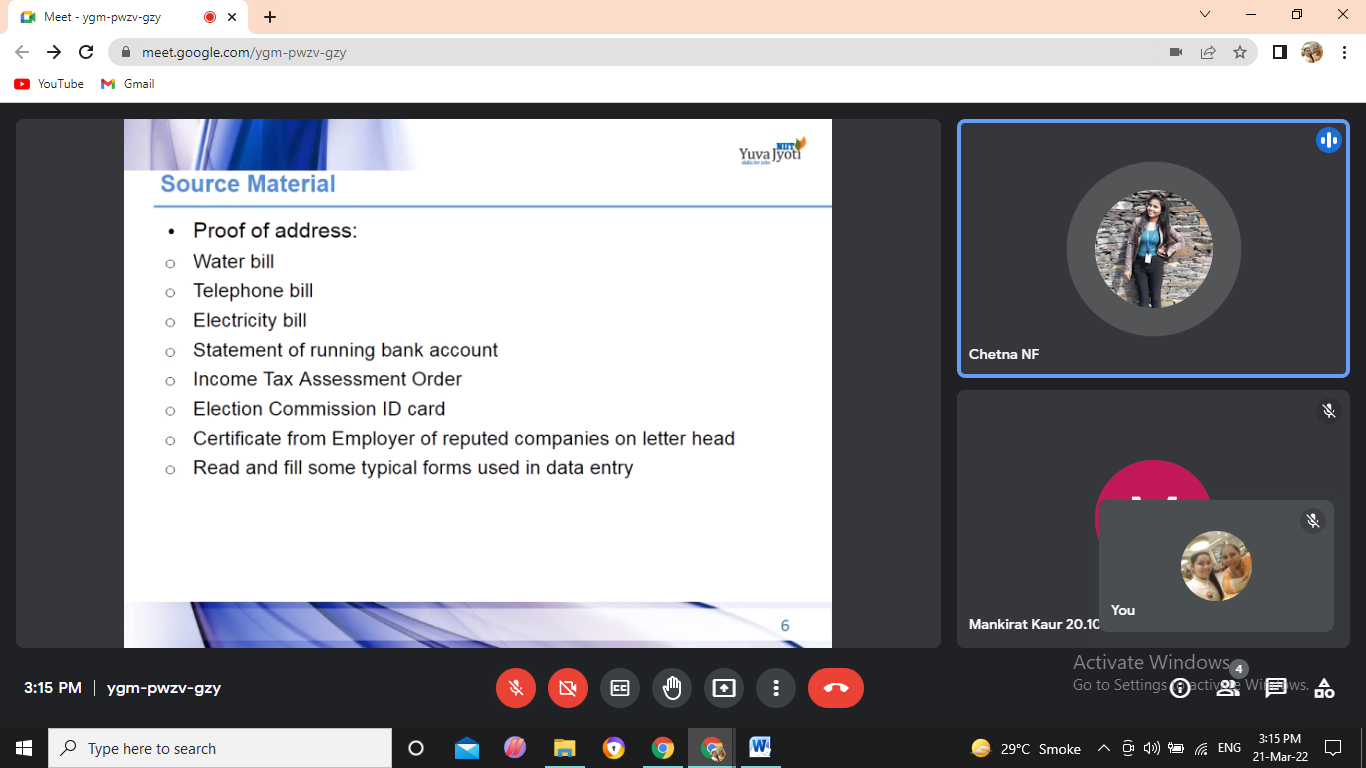 Meet - ygm-pwzv-gzy
meet.google.com/ygm-pwzv-gzy
YouTube
Gmail
NIIT
Yuva Jyoti
Source Material
• Proof of address:
o Water bill
o Telephone bill
o Electricity bill
o Statement of running bank account
o Income Tax Assessment Order
o Election Commission ID card
o Certificate from Employer of reputed companies on letter head
o Read and fill some typical forms used in data entry
6
Chetna NF
You
Mankirat Kaur 20.10
Activate Windows
Go to Settings to activate Windows.
4
3:15 PM | ygm-pwzv-gzy
CC
Type here to search
W
29°C Smoke
ENG
3:15 PM
21-Mar-22